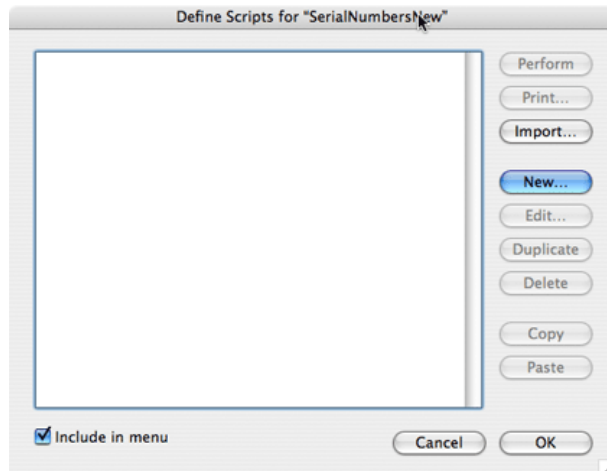 Define Scripts for "SerialNumbersNew"
Perform
Print...
Import...
New...
Edit...
Duplicate
Delete
Copy
Paste
Include in menu
Cancel
OK